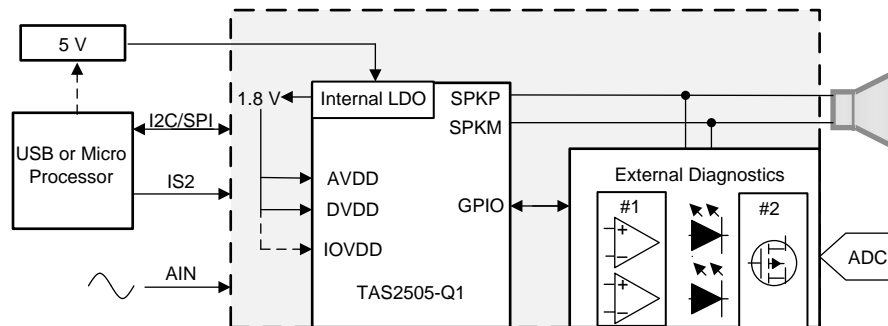 5 V
1.8 V
Internal LDO
SPKP
SPKM
I2C/SPI
USB or Micro
Processor
IS2
AVDD
DVDD
IOVDD
GPIO
AIN
TAS2505-Q1
External Diagnostics
#1
#2
ADC